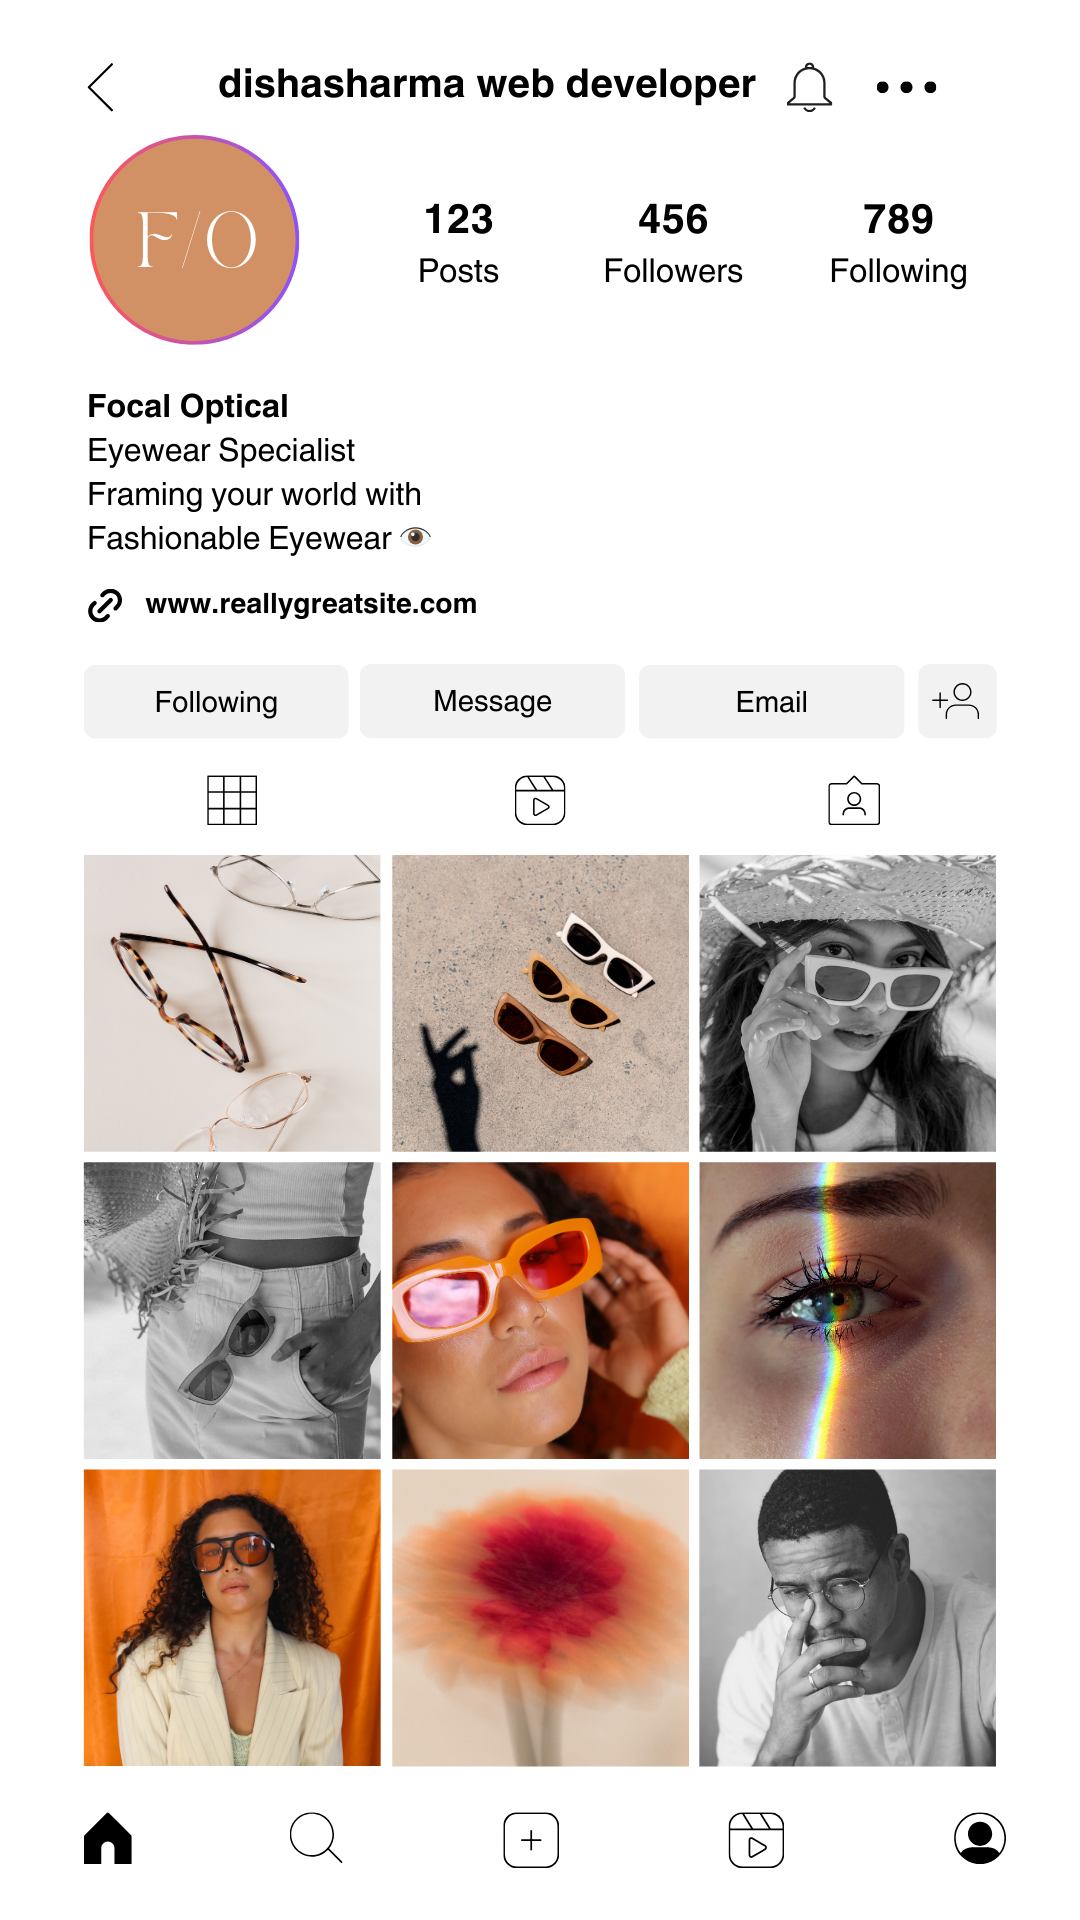 dishasharma web developer
F/O
123 456 789
Posts Followers Following
Focal Optical
Eyewear Specialist
Framing your world with
Fashionable Eyewear 👁️
www.reallygreatsite.com
Following Message Email